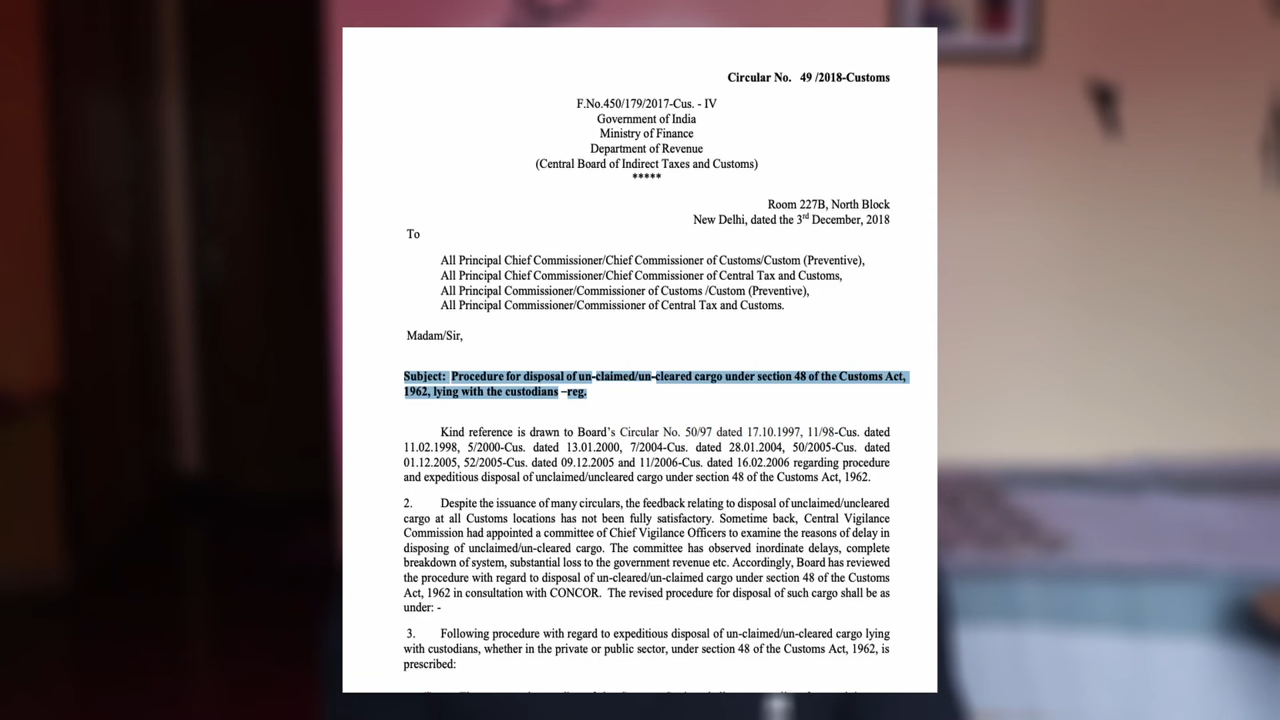 Circular No. 49 /2018-Customs
F.No.450/179/2017-Cus. - IV
Government of India
Ministry of Finance
Department of Revenue
(Central Board of Indirect Taxes and Customs)
*****
Room 227B, North Block
New Delhi, dated the 3rd December, 2018
To
All Principal Chief Commissioner/Chief Commissioner of Customs/Custom (Preventive),
All Principal Chief Commissioner/Chief Commissioner of Central Tax and Customs,
All Principal Commissioner/Commissioner of Customs /Custom (Preventive),
All Principal Commissioner/Commissioner of Central Tax and Customs.
Madam/Sir,
Subject: Procedure for disposal of un-claimed/un-cleared cargo under section 48 of the Customs Act,
1962, lying with the custodians –reg.
Kind reference is drawn to Board's Circular No. 50/97 dated 17.10.1997, 11/98-Cus. dated
11.02.1998, 5/2000-Cus. dated 13.01.2000, 7/2004-Cus. dated 28.01.2004, 50/2005-Cus. dated
01.12.2005, 52/2005-Cus. dated 09.12.2005 and 11/2006-Cus. dated 16.02.2006 regarding procedure
and expeditious disposal of unclaimed/uncleared cargo under section 48 of the Customs Act, 1962.
2. Despite the issuance of many circulars, the feedback relating to disposal of unclaimed/uncleared
cargo at all Customs locations has not been fully satisfactory. Sometime back, Central Vigilance
Commission had appointed a committee of Chief Vigilance Officers to examine the reasons of delay in
disposing of unclaimed/un-cleared cargo. The committee has observed inordinate delays, complete
breakdown of system, substantial loss to the government revenue etc. Accordingly, Board has reviewed
the procedure with regard to disposal of un-cleared/un-claimed cargo under section 48 of the Customs
Act, 1962 in consultation with CONCOR. The revised procedure for disposal of such cargo shall be as
under: -
3. Following procedure with regard to expeditious disposal of un-claimed/un-cleared cargo lying
with custodians, whether in the private or public sector, under section 48 of the Customs Act, 1962, is
prescribed: